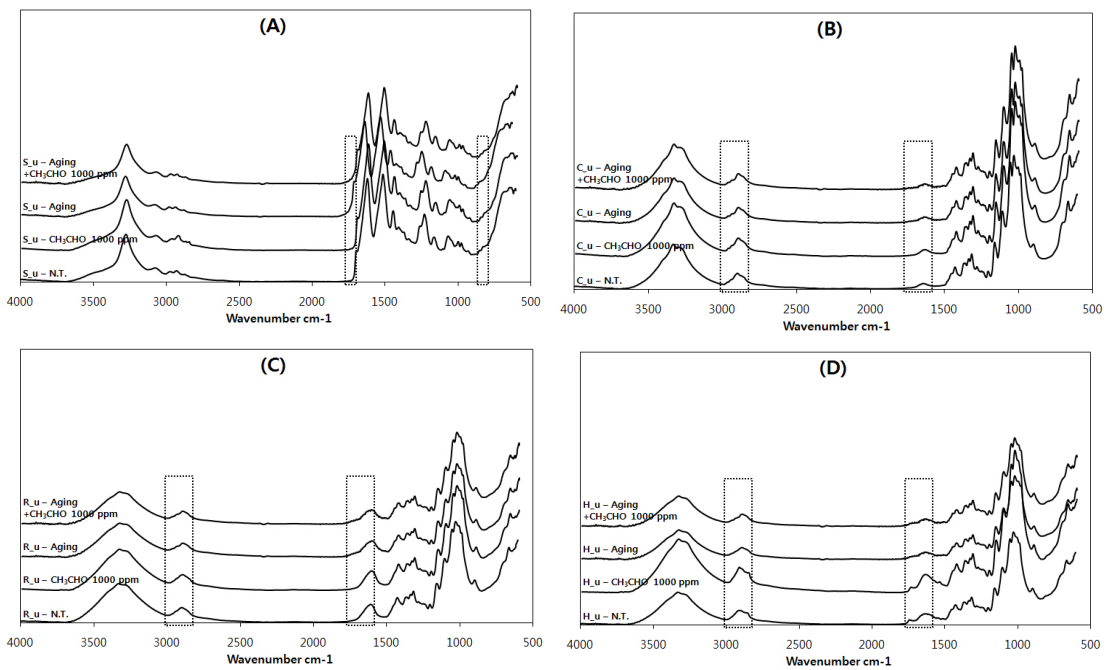 (A)
S_u – Aging
+CH₃CHO 1000 ppm
S_u – Aging
S_u – CH₃CHO 1000 ppm
S_u – N.T.
4000 3500 3000 2500 2000 1500 1000 500
Wavenumber cm-1
(B)
C_u – Aging
+CH₃CHO 1000 ppm
C_u – Aging
C_u – CH₃CHO 1000 ppm
C_u – N.T.
4000 3500 3000 2500 2000 1500 1000 500
Wavenumber cm-1
(C)
R_u – Aging
+CH₃CHO 1000 ppm
R_u – Aging
R_u – CH₃CHO 1000 ppm
R_u – N.T.
4000 3500 3000 2500 2000 1500 1000 500
Wavenumber cm-1
(D)
H_u – Aging
+CH₃CHO 1000 ppm
H_u – Aging
H_u – CH₃CHO 1000 ppm
H_u – N.T.
4000 3500 3000 2500 2000 1500 1000 500
Wavenumber cm-1